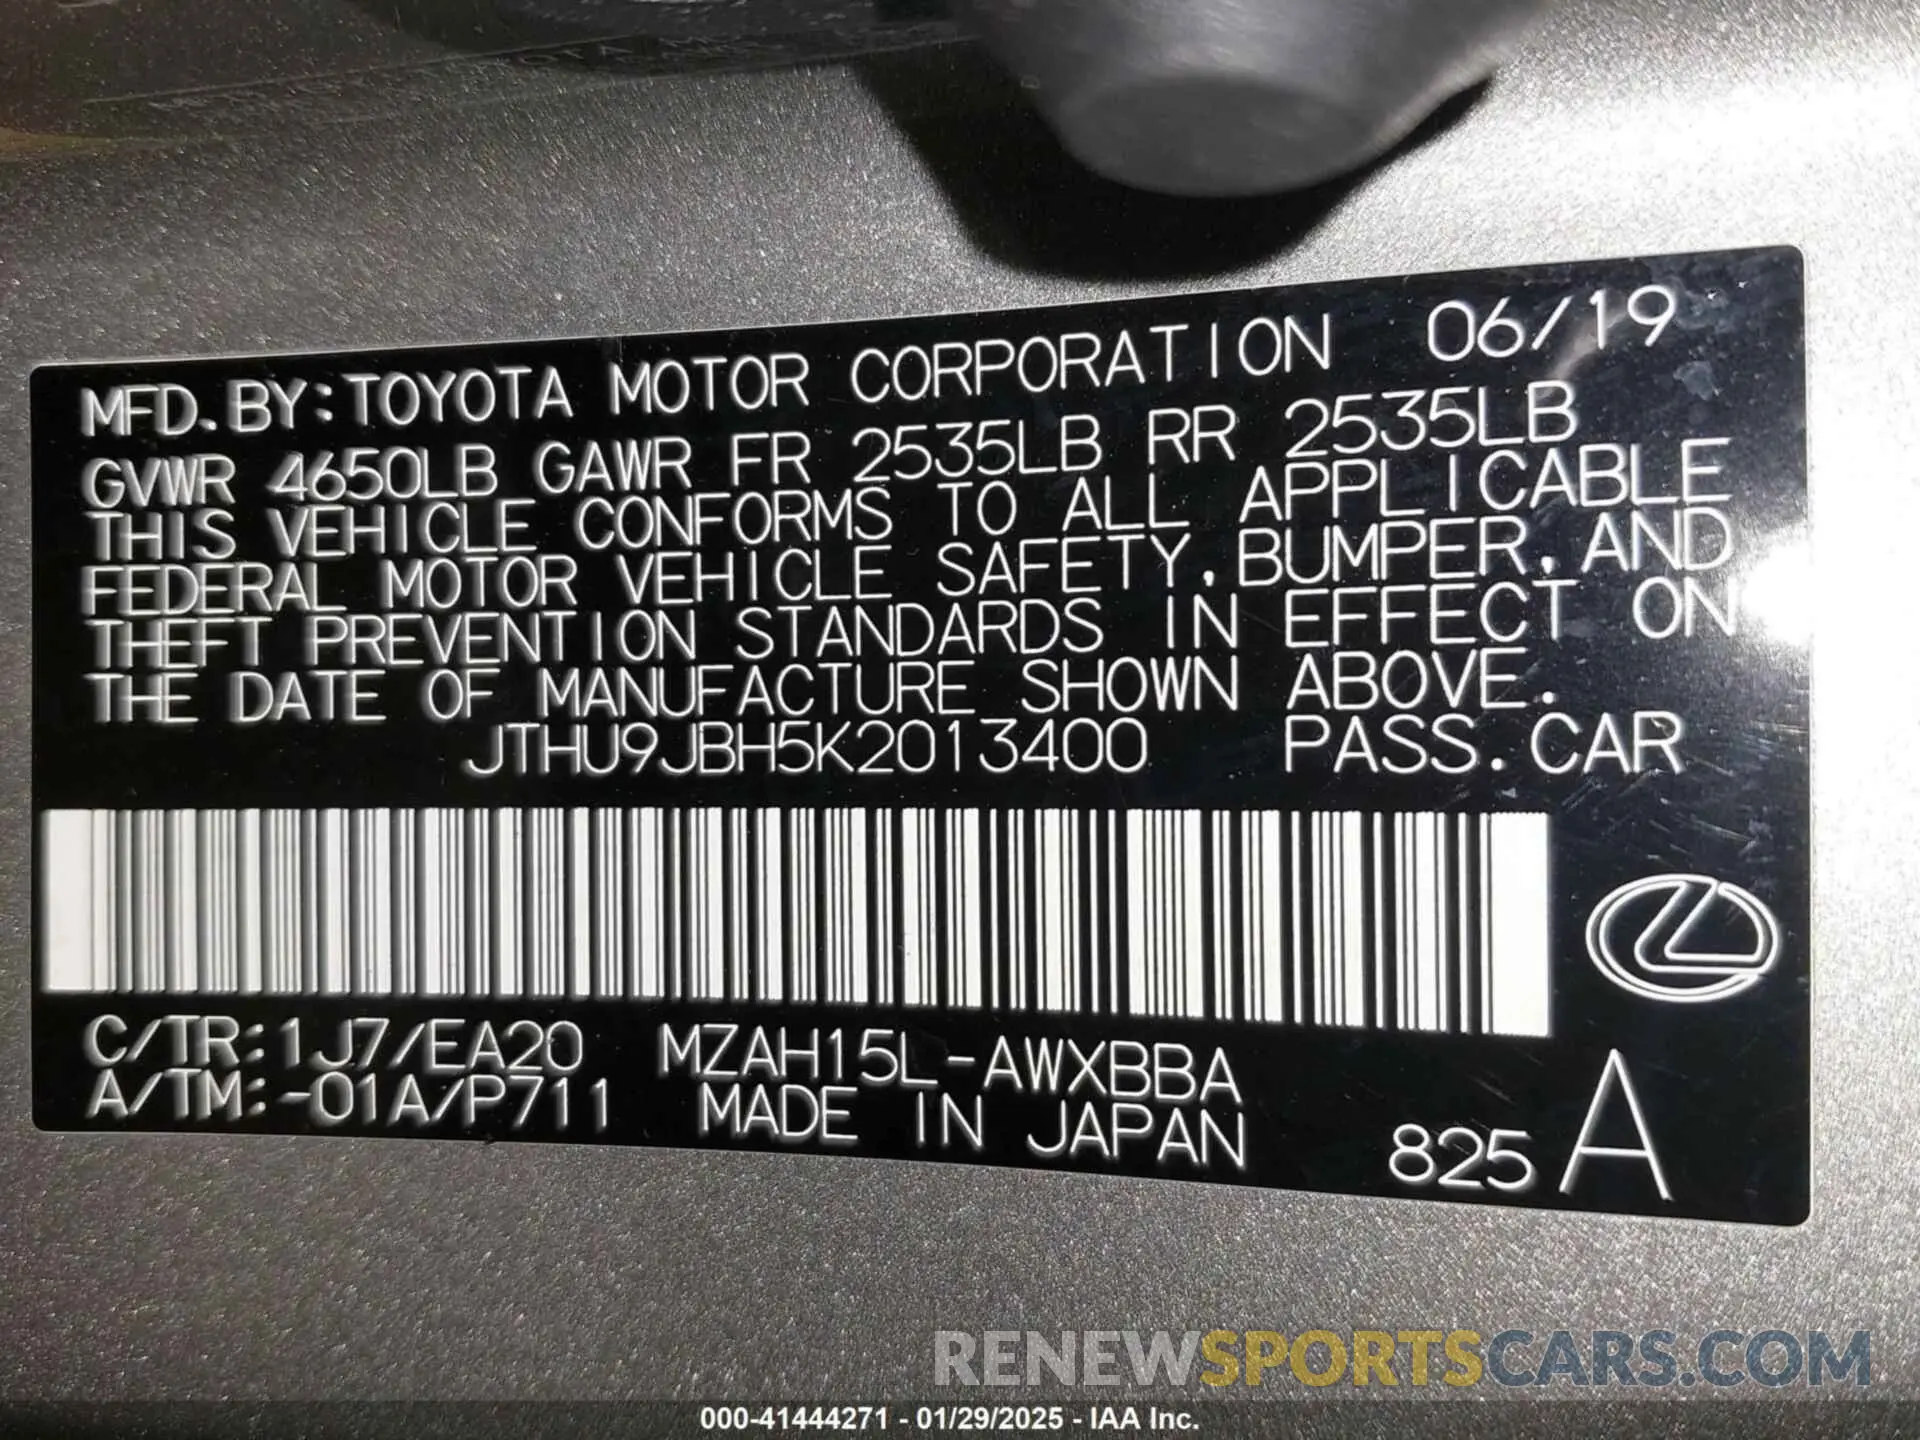 MFD. BY: TOYOTA MOTOR CORPORATION 06/19
GVWR 4650LB GAWR FR 2535LB RR 2535LB
THIS VEHICLE CONFORMS TO ALL APPLICABLE
FEDERAL MOTOR VEHICLE SAFETY, BUMPER, AND
THEFT PREVENTION STANDARDS IN EFFECT ON
THE DATE OF MANUFACTURE SHOWN ABOVE.
JTHU9JBH5K2013400 PASS. CAR
C/TR: 1J7/EA20 MZAH15L-AWXBBA
A/TM: -01A/P711 MADE IN JAPAN 825 A
RENEWSPORTSCARS.COM
000-41444271 - 01/29/2025 - IAA Inc.